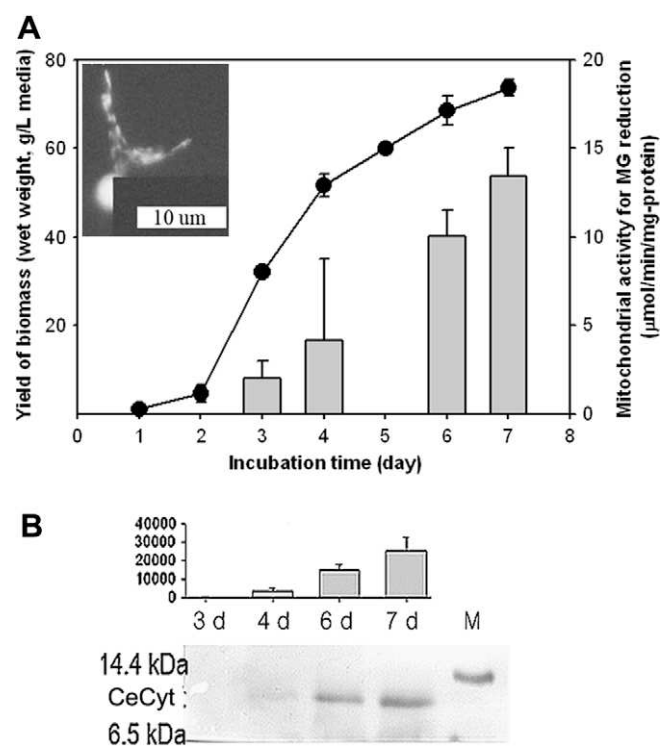 A
Yield of biomass (wet weight, g/L media)
80
60
40
20
10 um
20
15
10
5
0
Mitochondrial activity for MG reduction
(μmol/min/mg-protein)
0 1 2 3 4 5 6 7 8
Incubation time (day)
B
40000
30000
20000
10000
0
3 d 4 d 6 d 7 d M
14.4 kDa
CeCyt :
6.5 kDa